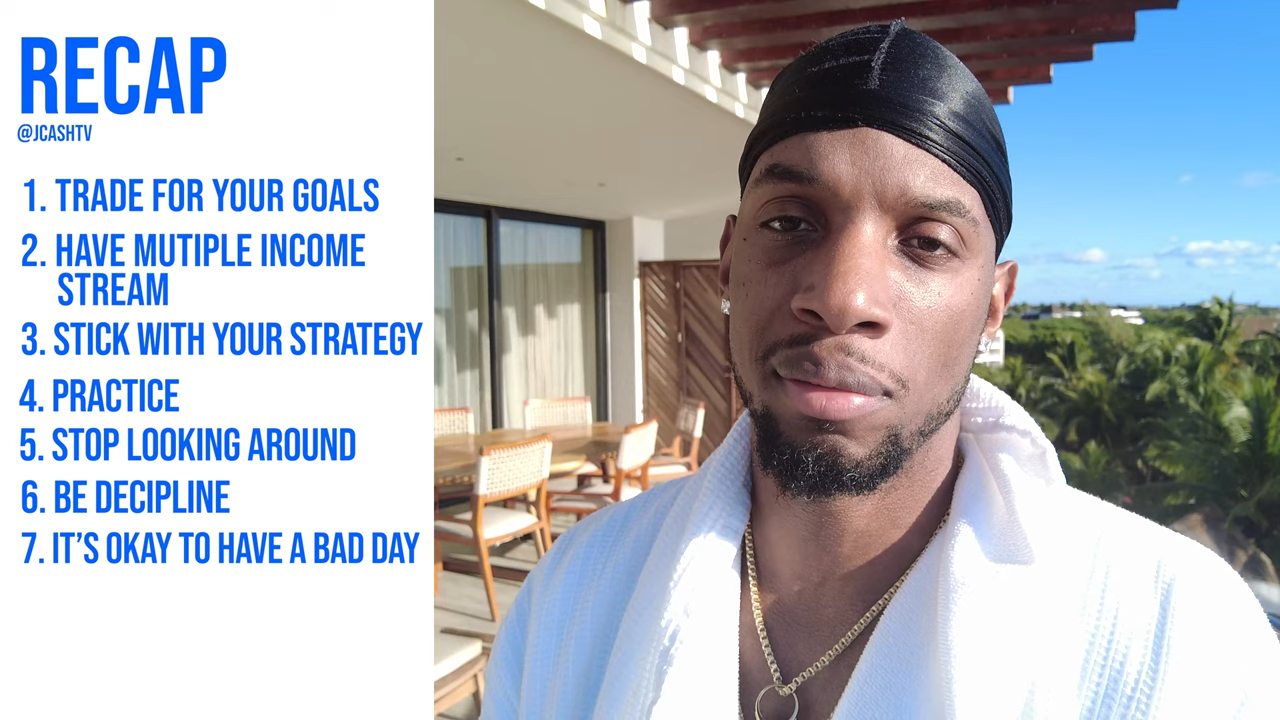 RECAP
@JCASHTV
1. TRADE FOR YOUR GOALS
2. HAVE MUTIPLE INCOME
STREAM
3. STICK WITH YOUR STRATEGY
4. PRACTICE
5. STOP LOOKING AROUND
6. BE DECIPLINE
7. IT'S OKAY TO HAVE A BAD DAY